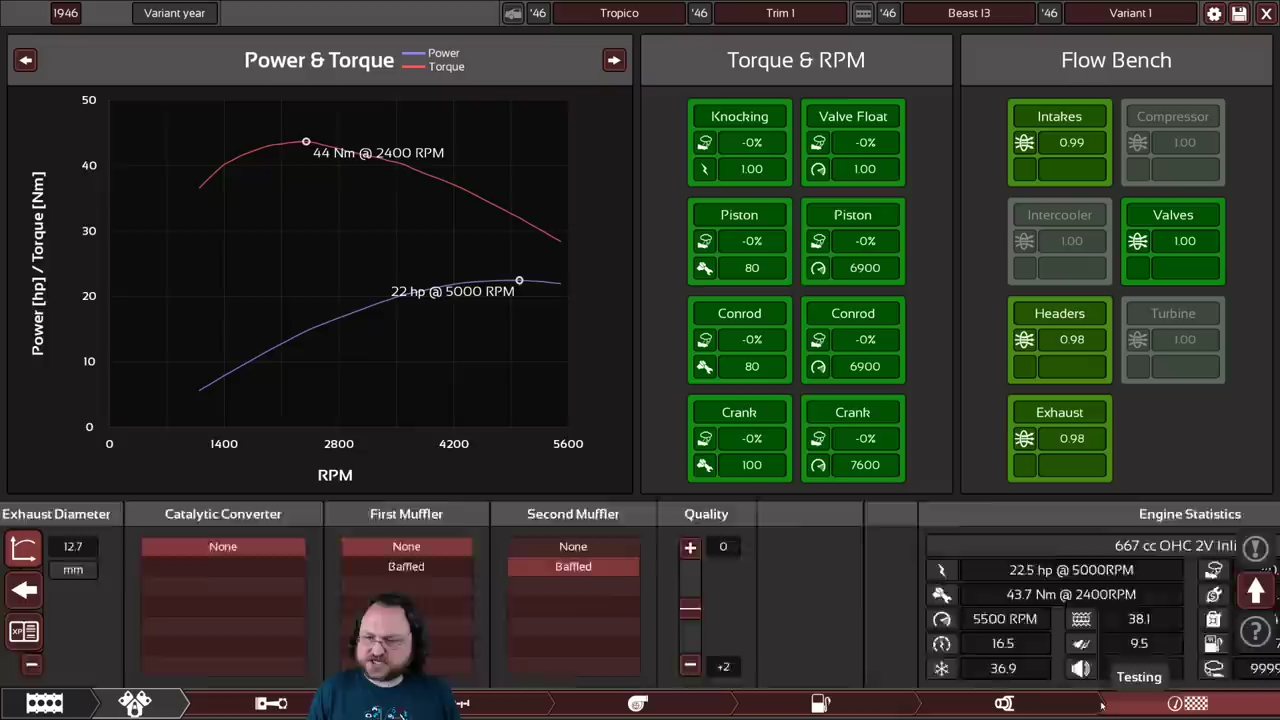 1946
Variant year
'46
Tropico
'46
Trim 1
'46
Beast I3
'46
Variant 1
Power & Torque
Power
Torque
Torque & RPM
Flow Bench
50
40
30
20
10
0
Power [hp] / Torque [Nm]
44 Nm @ 2400 RPM
22 hp @ 5000 RPM
0
1400
2800
4200
5600
RPM
Knocking
-0%
1.00
Valve Float
-0%
1.00
Piston
-0%
80
Piston
-0%
6900
Conrod
-0%
80
Conrod
-0%
6900
Crank
-0%
100
Crank
-0%
7600
Intakes
0.99
Compressor
1.00
Intercooler
1.00
Valves
1.00
Headers
0.98
Turbine
1.00
Exhaust
0.98
Exhaust Diameter
12.7
mm
XP
Catalytic Converter
None
First Muffler
None
Baffled
Second Muffler
None
Baffled
Quality
0
+2
Engine Statistics
667 cc OHC 2V Inli
22.5 hp @ 5000RPM
43.7 Nm @ 2400RPM
5500 RPM
38.1
16.5
9.5
36.9
9999
Testing